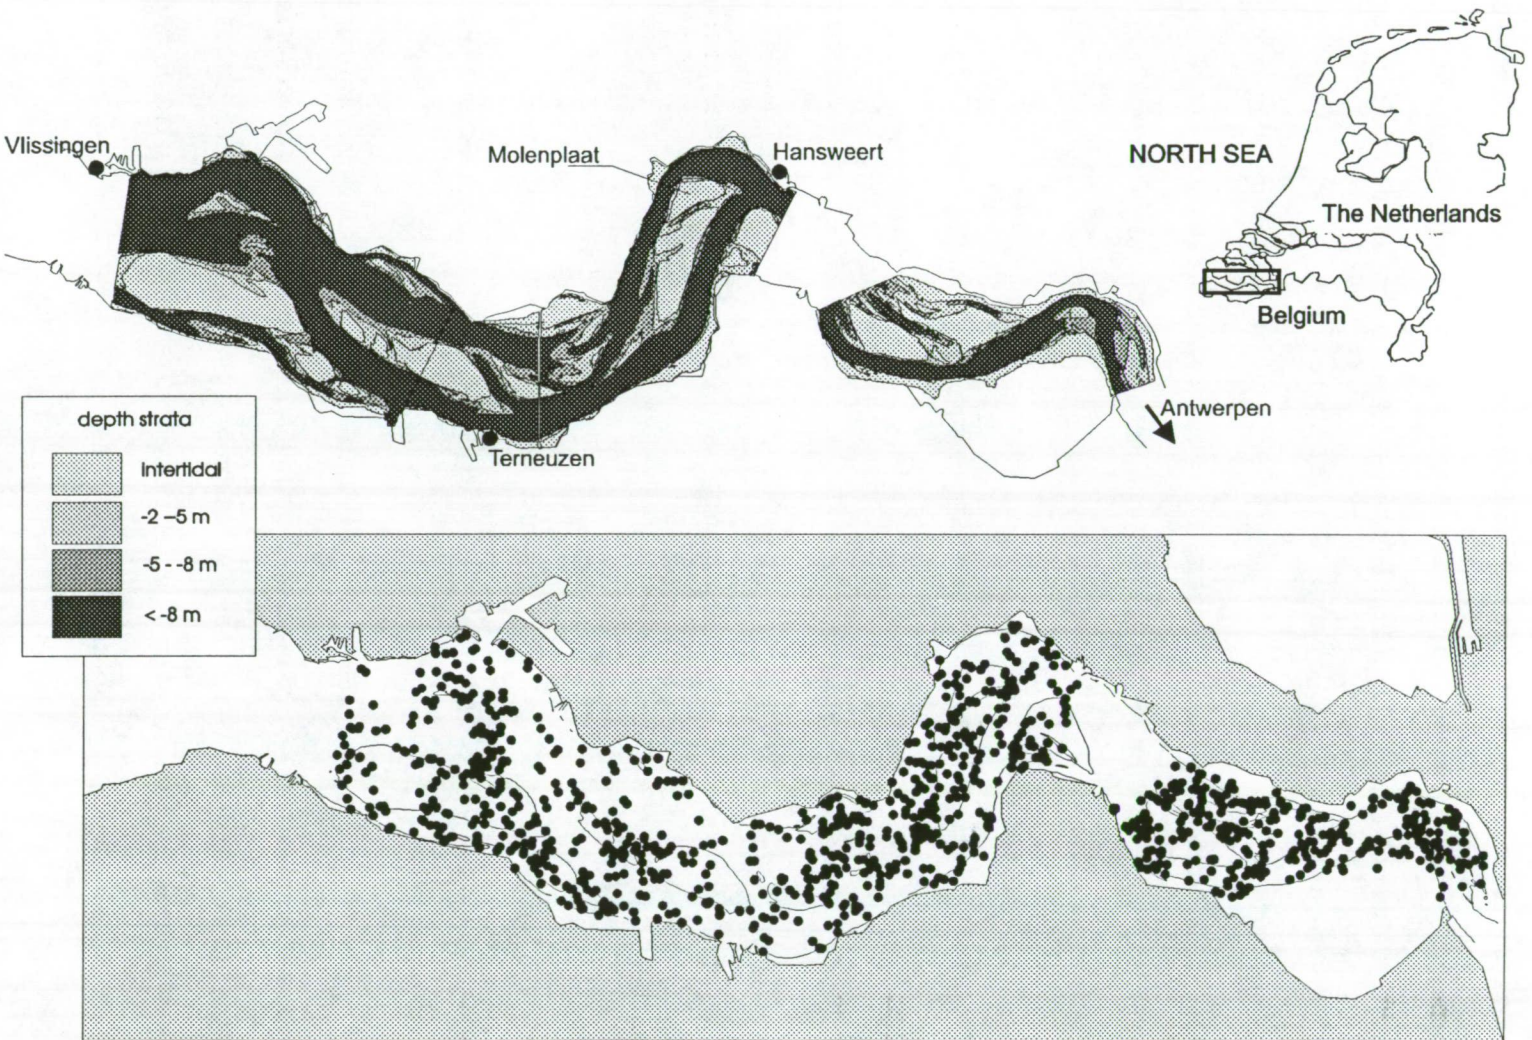 Vlissingen
Molenplaat
Hansweert
NORTH SEA
The Netherlands
Belgium
Antwerpen
Terneuzen
depth strata
Intertidal
-2 –5 m
-5 - -8 m
< -8 m